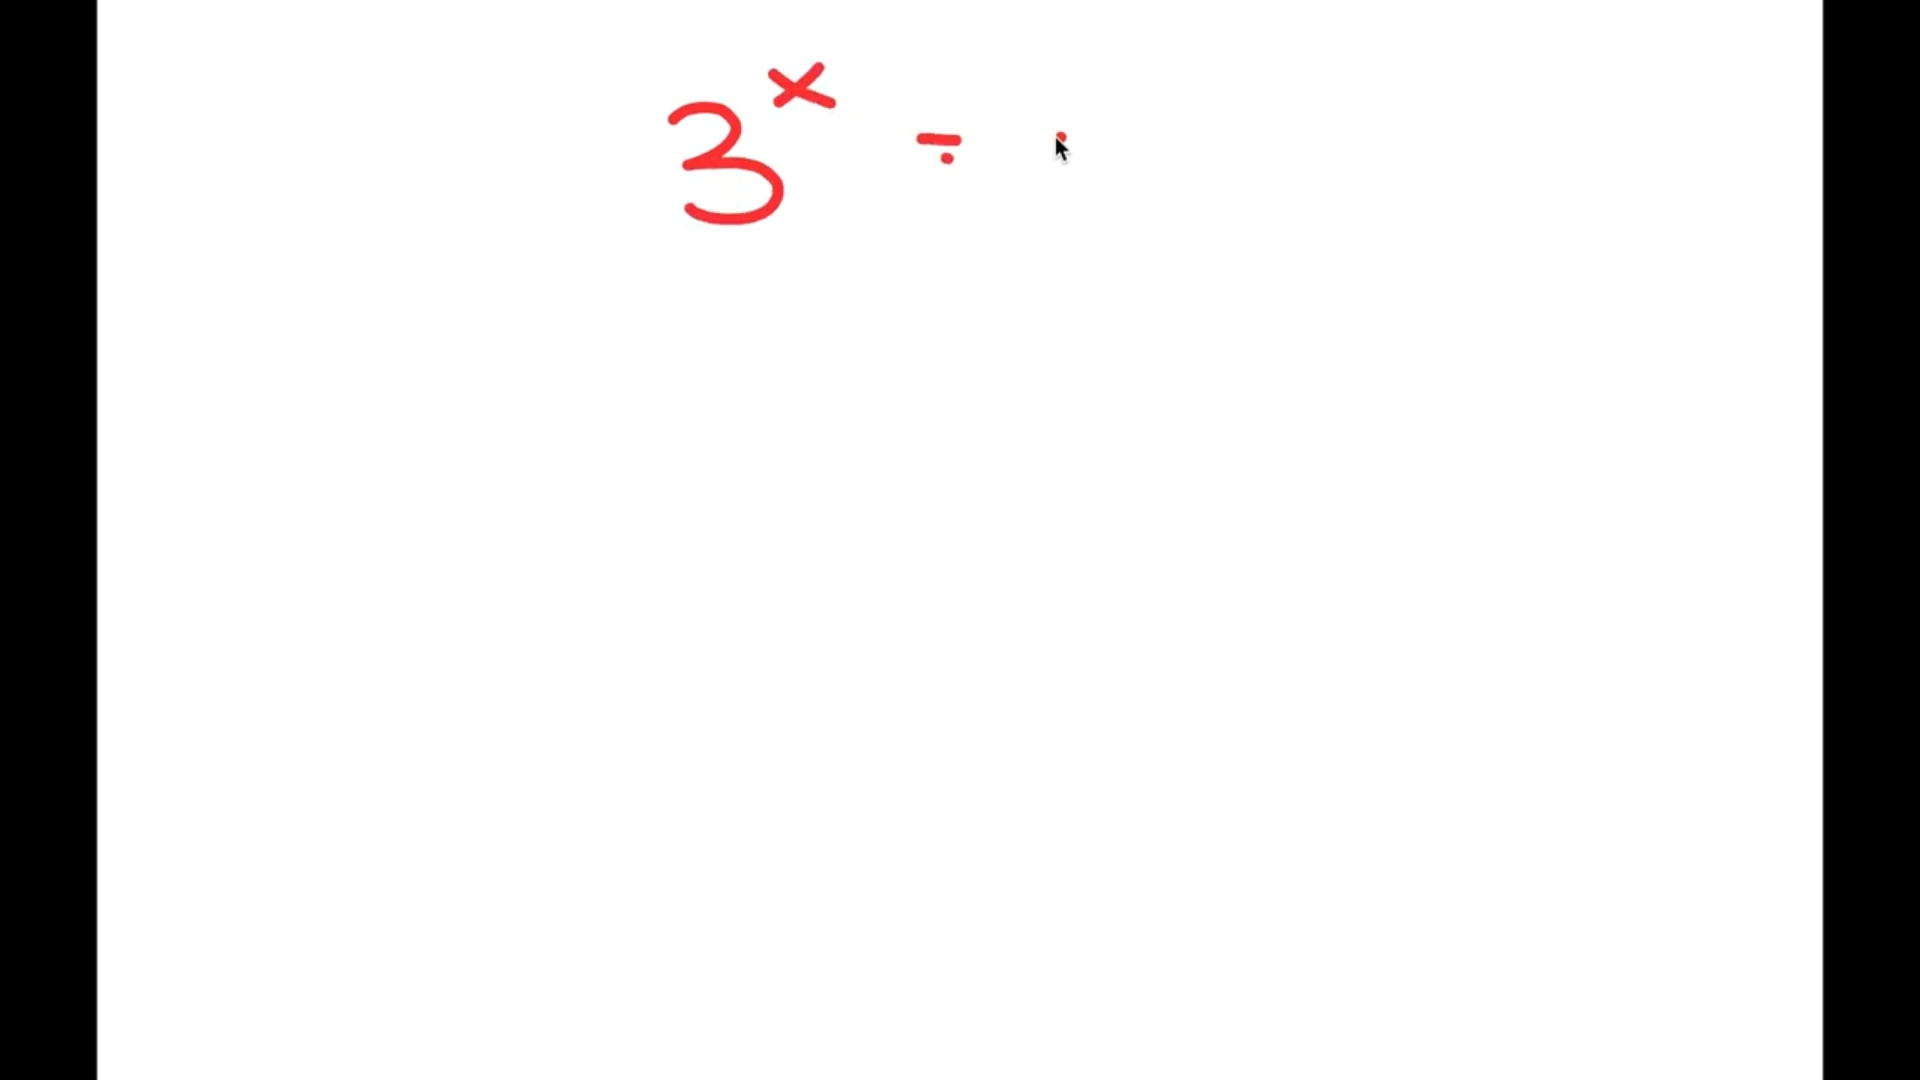 3^x =